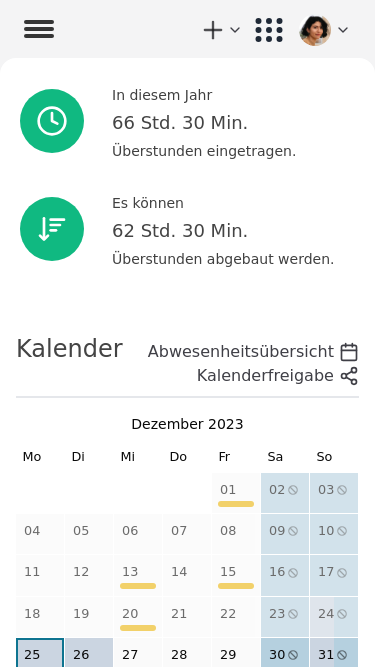 In diesem Jahr
66 Std. 30 Min.
Überstunden eingetragen.
Es können
62 Std. 30 Min.
Überstunden abgebaut werden.
Kalender
Abwesenheitsübersicht
Kalenderfreigabe
Dezember 2023
Mo Di Mi Do Fr Sa So
01 02 03
04 05 06 07 08 09 10
11 12 13 14 15 16 17
18 19 20 21 22 23 24
25 26 27 28 29 30 31